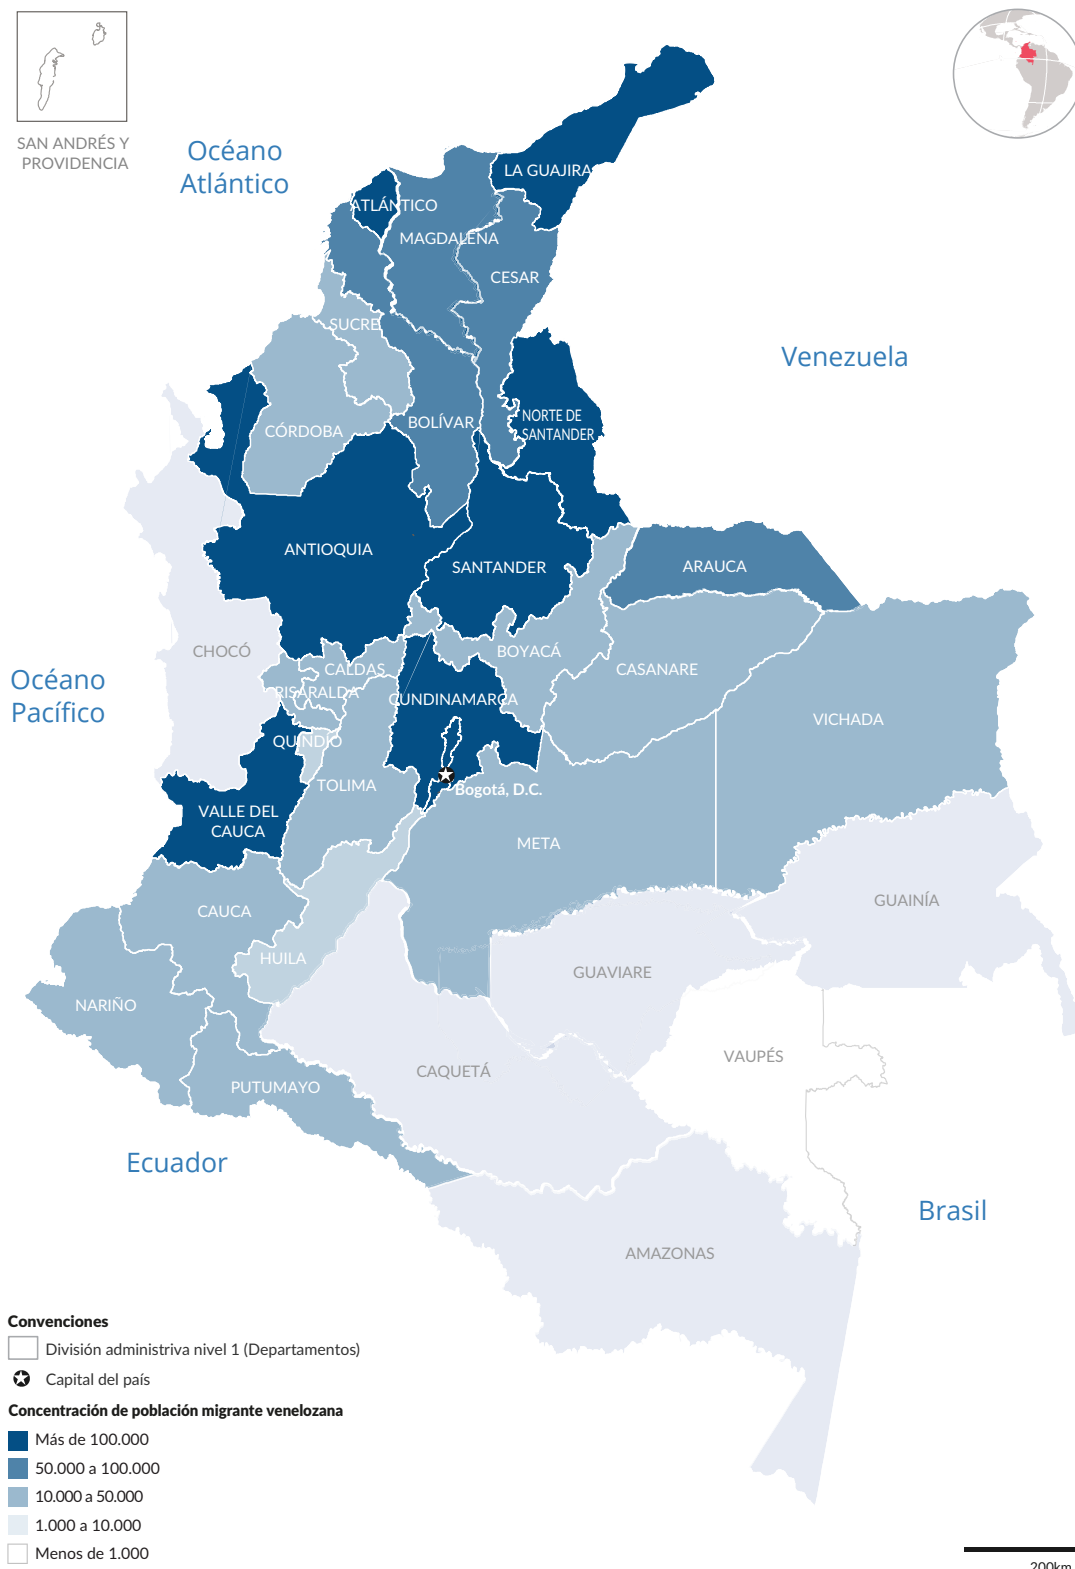 SAN ANDRÉS Y
PROVIDENCIA
Océano
Atlántico
LA GUAJIRA
ATLÁNTICO
MAGDALENA
CESAR
SUCRE
Venezuela
NORTE DE
SANTANDER
BOLÍVAR
CÓRDOBA
ANTIOQUIA
SANTANDER
ARAUCA
CHOCÓ
BOYACÁ
CASANARE
CALDAS
RISARALDA
CUNDINAMARCA
Océano
Pacífico
VICHADA
QUINDIO
TOLIMA
Bogotá, D.C.
VALLE DEL
CAUCA
META
GUAINÍA
CAUCA
HUILA
GUAVIARE
NARIÑO
VAUPÉS
CAQUETÁ
PUTUMAYO
Ecuador
Brasil
AMAZONAS
Convenciones
División administriva nivel 1 (Departamentos)
Capital del país
Concentración de población migrante venelozana
Más de 100.000
50.000 a 100.000
10.000 a 50.000
1.000 a 10.000
Menos de 1.000
200km